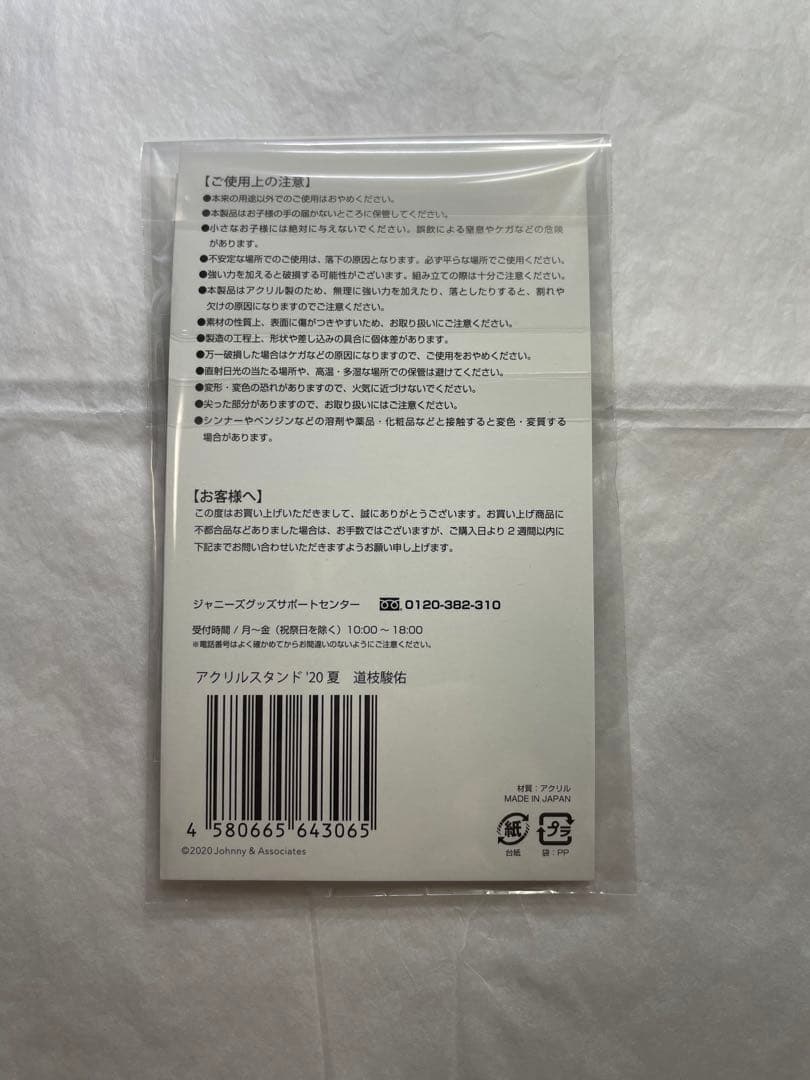 【ご使用上の注意】
●本来の用途以外でのご使用はおやめください。
●本製品はお子様の手の届かないところに保管してください。
●小さなお子様には絶対に与えないでください。誤飲による窒息やケガなどの危険
があります。
●不安定な場所でのご使用は、落下の原因となります。必ず平らな場所でご使用ください。
●強い力を加えると破損する可能性がございます。組み立ての際は十分ご注意ください。
●本製品はアクリル製のため、無理に強い力を加えたり、落としたりすると、割れや
欠けの原因になりますのでご注意ください。
●素材の性質上、表面に傷がつきやすいため、お取り扱いにご注意ください。
●製造の工程上、形状や差し込みの具合に個体差があります。
●万一破損した場合はケガなどの原因になりますので、ご使用をおやめください。
●直射日光の当たる場所や、高温・多湿な場所での保管は避けてください。
●変形・変色の恐れがありますので、火気に近づけないでください。
●尖った部分がありますので、お取り扱いにはご注意ください。
●シンナーやベンジンなどの溶剤や薬品・化粧品などと接触すると変色・変質する
場合があります。
【お客様へ】
この度はお買い上げいただきまして、誠にありがとうございます。お買い上げ商品に
不都合品などありました場合は、お手数ではございますが、ご購入日より2週間以内に
下記までお問い合わせいただきますようお願い申し上げます。
ジャニーズグッズサポートセンター 0120-382-310
受付時間/月〜金（祝祭日を除く）10:00〜18:00
※電話番号はよく確かめてからお間違いのないようにご注意ください。
アクリルスタンド '20 夏 道枝駿佑
4 580665 643065
©2020 Johnny & Associates
材質：アクリル
MADE IN JAPAN
紙 プラ
台紙 袋：PP